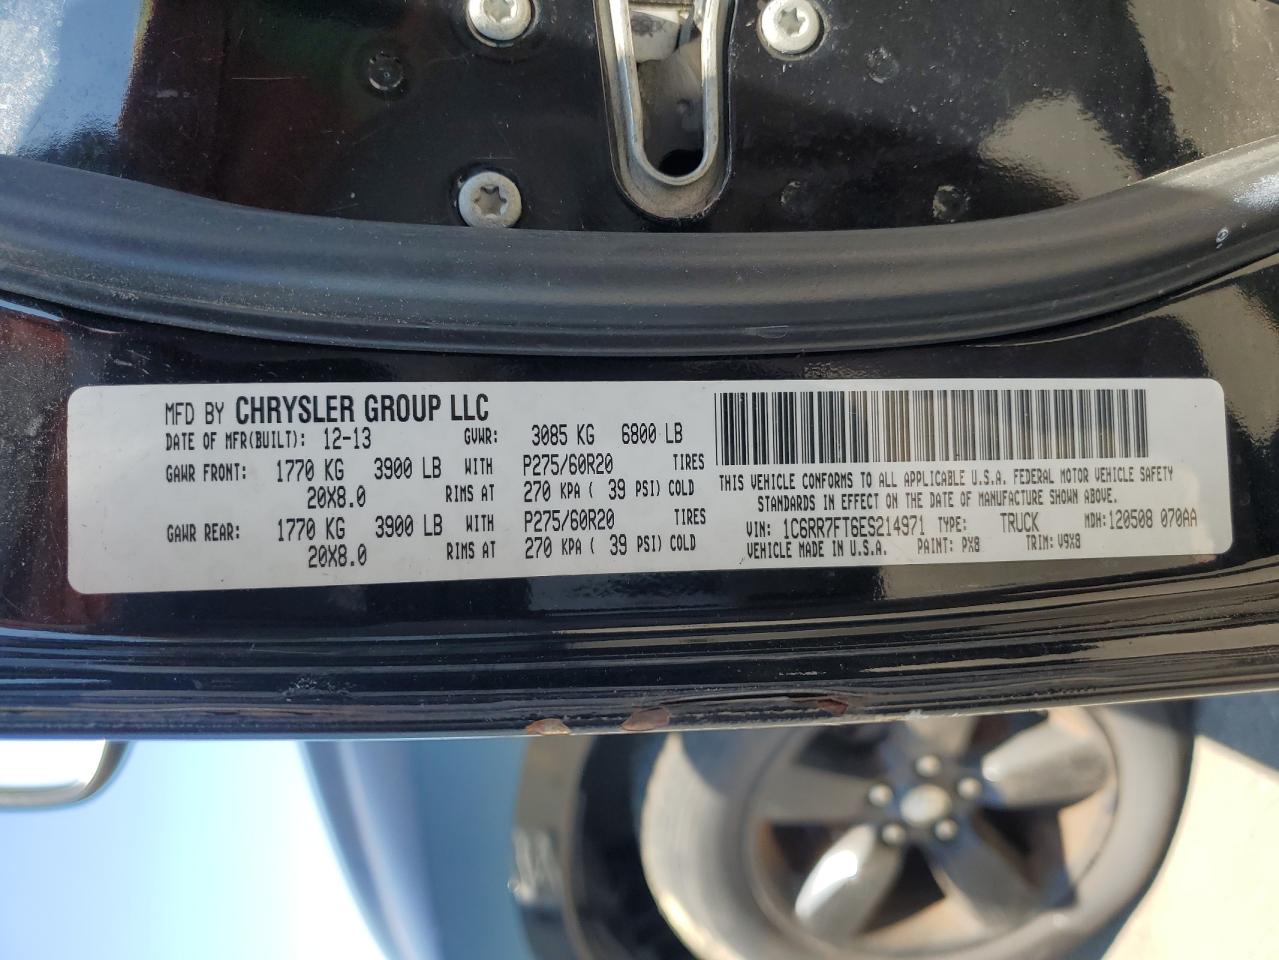 MFD BY CHRYSLER GROUP LLC
DATE OF MFR(BUILT): 12-13 GVWR: 3085 KG 6800 LB
GAWR FRONT: 1770 KG 3900 LB WITH P275/60R20 TIRES
20X8.0 RIMS AT 270 KPA ( 39 PSI) COLD
GAWR REAR: 1770 KG 3900 LB WITH P275/60R20 TIRES
20X8.0 RIMS AT 270 KPA ( 39 PSI) COLD
THIS VEHICLE CONFORMS TO ALL APPLICABLE U.S.A. FEDERAL MOTOR VEHICLE SAFETY
STANDARDS IN EFFECT ON THE DATE OF MANUFACTURE SHOWN ABOVE.
VIN: 1C6RR7FT6ES214971 TYPE: TRUCK MDH: 120508 070AA
VEHICLE MADE IN U.S.A. PAINT: PX8 TRIM: V9X8